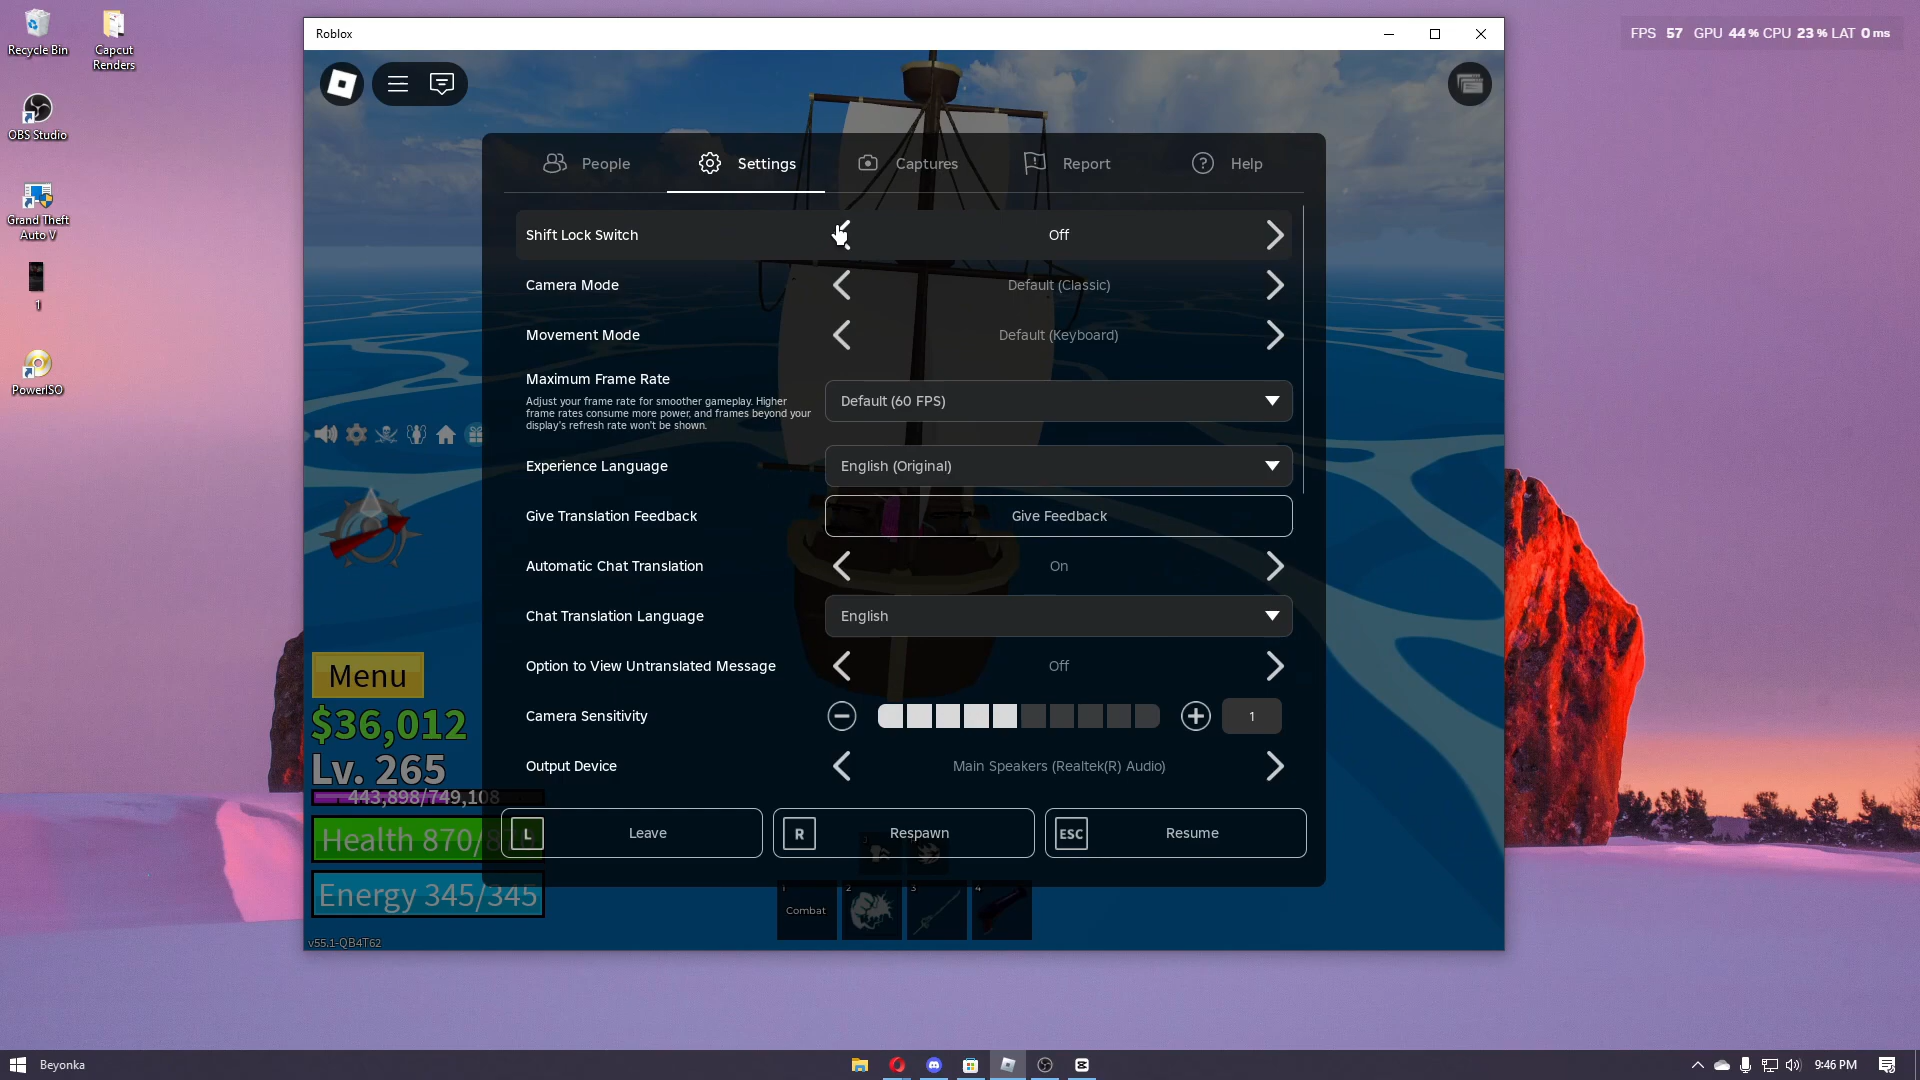 Recycle Bin
Capcut
Renders
OBS Studio
Grand Theft
Auto V
1
PowerISO
Roblox
FPS 57 GPU 44 % CPU 23 % LAT 0 ms
People
Settings
Captures
Report
Help
Shift Lock Switch
Off
Camera Mode
Default (Classic)
Movement Mode
Default (Keyboard)
Maximum Frame Rate
Adjust your frame rate for smoother gameplay. Higher
frame rates consume more power, and frames beyond your
display's refresh rate won't be shown.
Default (60 FPS)
Experience Language
English (Original)
Give Translation Feedback
Give Feedback
Automatic Chat Translation
On
Chat Translation Language
English
Option to View Untranslated Message
Off
Camera Sensitivity
1
Output Device
Main Speakers (Realtek(R) Audio)
L
Leave
R
Respawn
ESC
Resume
Menu
$36,012
Lv. 265
443,898/749,108
Health 870/
Energy 345/345
1
Combat
2
3
4
v55.1-QB4T62
Beyonka
9:46 PM